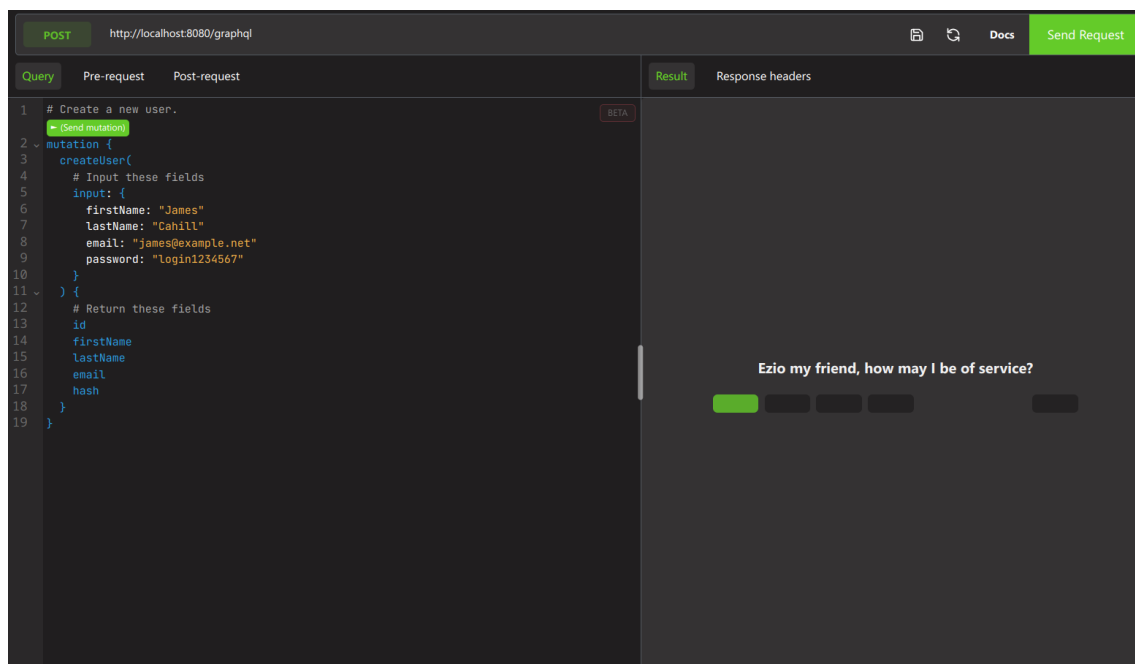 POST http://localhost:8080/graphql Docs Send Request
Query Pre-request Post-request Result Response headers
1 # Create a new user. BETA
► (Send mutation)
2 mutation {
3 createUser(
4 # Input these fields
5 input: {
6 firstName: "James"
7 lastName: "Cahill"
8 email: "james@example.net"
9 password: "login1234567"
10 }
11 ) {
12 # Return these fields
13 id
14 firstName
15 lastName
16 email
17 hash
18 }
19 }
Ezio my friend, how may I be of service?